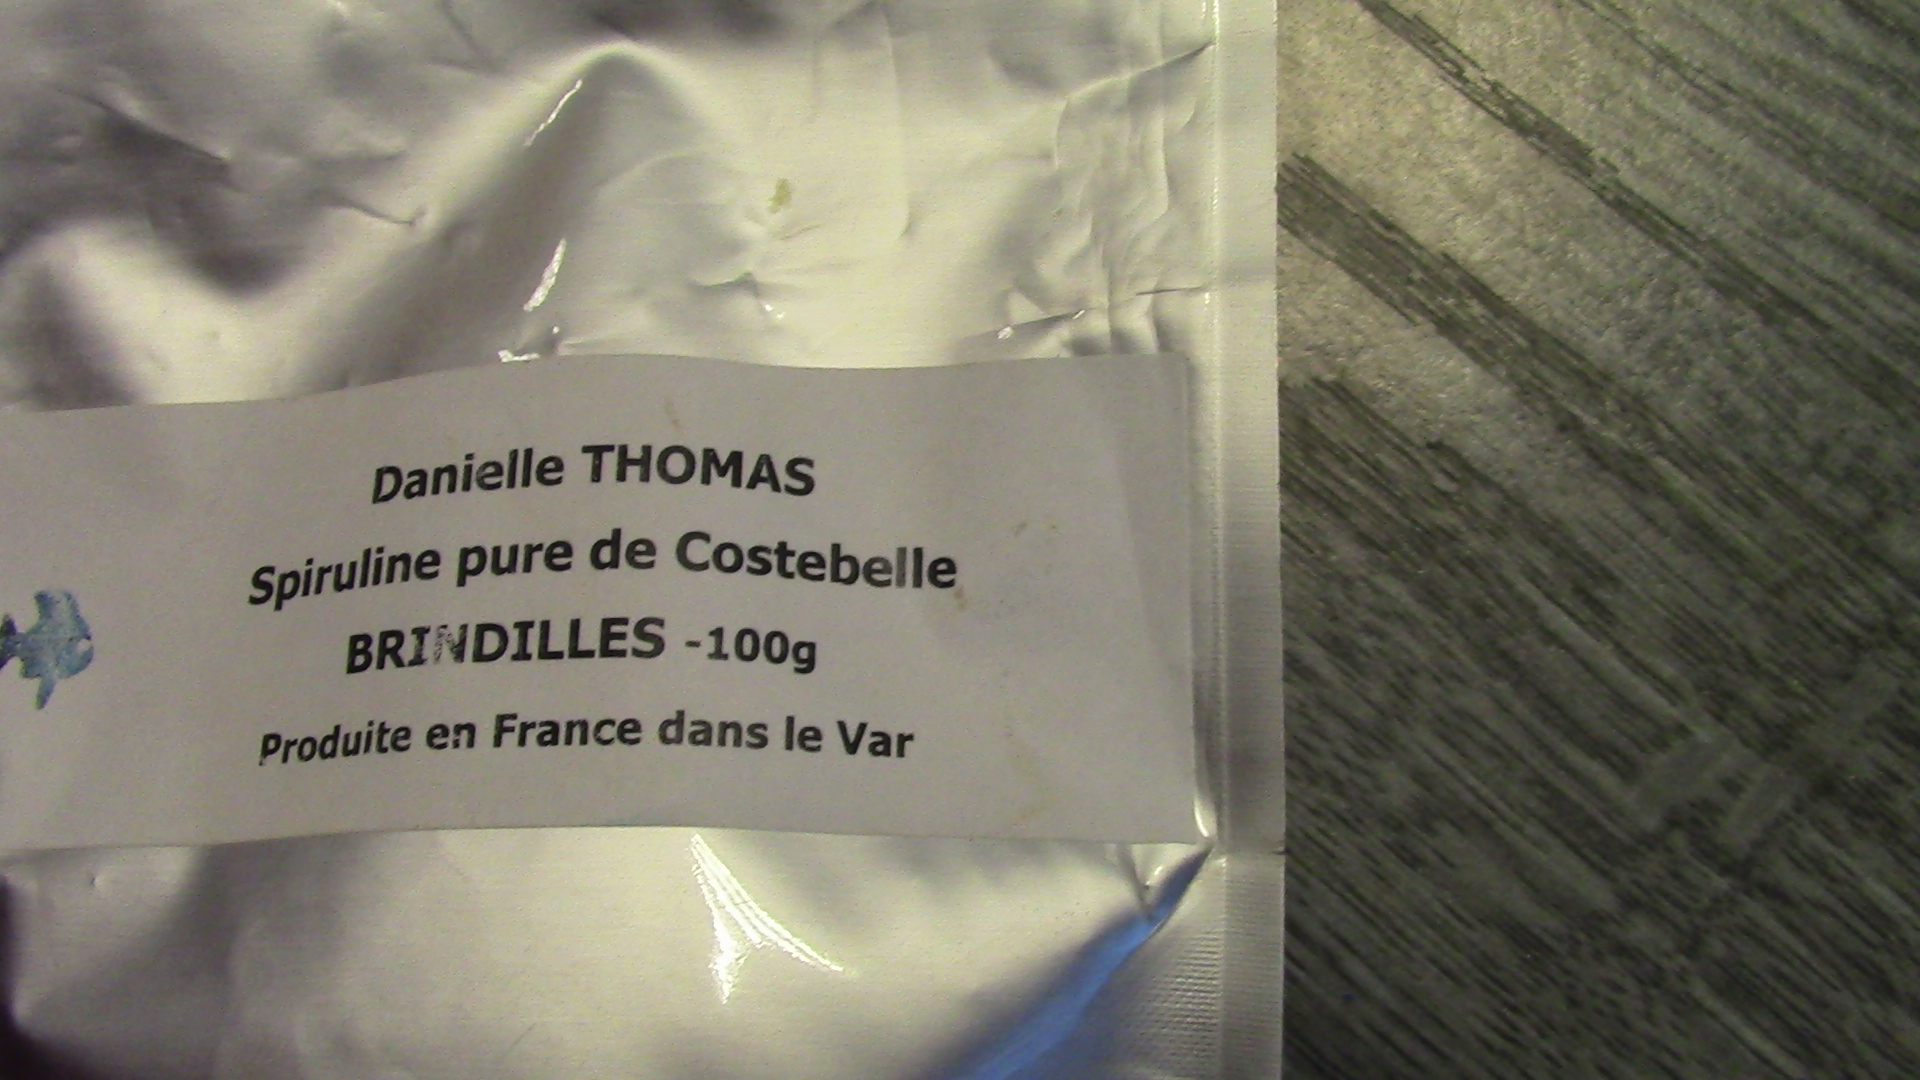 Danielle THOMAS
Spiruline pure de Costebelle
BRINDILLES -100g
Produite en France dans le Var